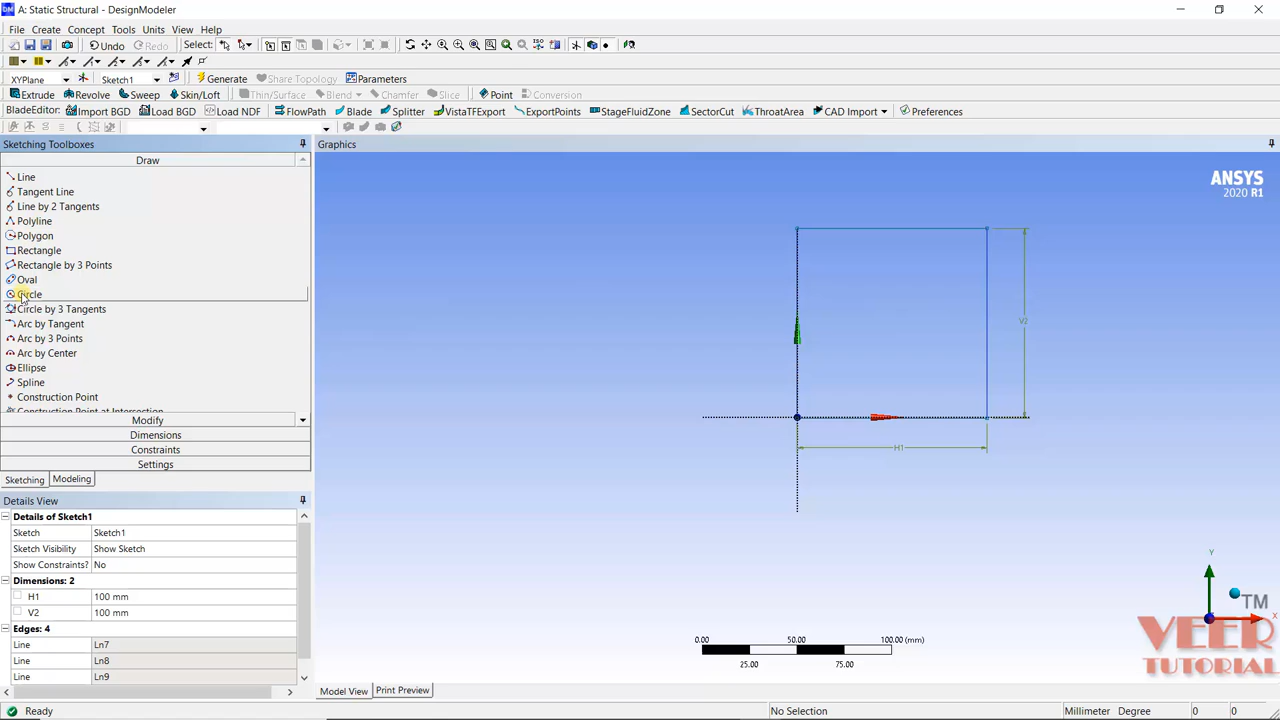 A: Static Structural - DesignModeler
File Create Concept Tools Units View Help
Undo Redo Select:
XYPlane Sketch1 Generate Share Topology Parameters
Extrude Revolve Sweep Skin/Loft Thin/Surface Blend Chamfer Slice Point Conversion
BladeEditor: Import BGD Load BGD Load NDF FlowPath Blade Splitter VistaTFExport ExportPoints StageFluidZone SectorCut ThroatArea CAD Import Preferences
Sketching Toolboxes
Graphics
Draw
Line
Tangent Line
Line by 2 Tangents
Polyline
Polygon
Rectangle
Rectangle by 3 Points
Oval
Circle
Circle by 3 Tangents
Arc by Tangent
Arc by 3 Points
Arc by Center
Ellipse
Spline
Construction Point
Construction Point at Intersection
Modify
Dimensions
Constraints
Settings
Sketching Modeling
Details View
Details of Sketch1
Sketch Sketch1
Sketch Visibility Show Sketch
Show Constraints? No
Dimensions: 2
H1 100 mm
V2 100 mm
Edges: 4
Line Ln7
Line Ln8
Line Ln9
ANSYS
2020 R1
V2
H1
0.00 50.00 100.00 (mm)
25.00 75.00
Y
X
TM
VEER
TUTORIAL
Model View Print Preview
Ready No Selection Millimeter Degree 0 0